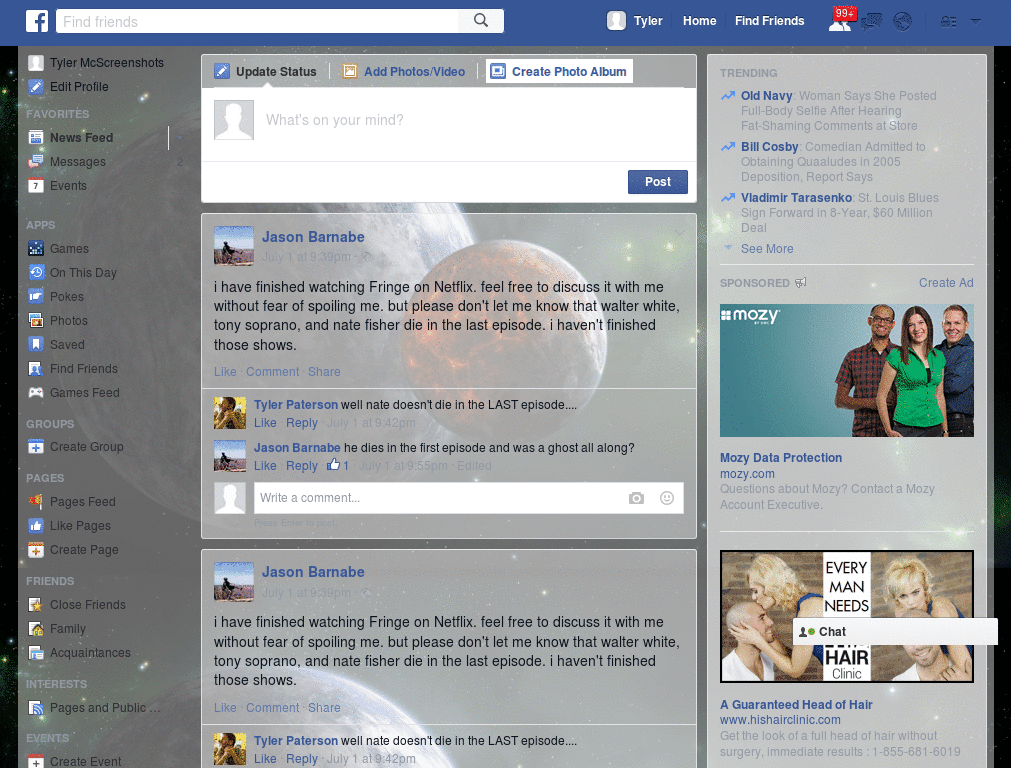 Find friends
Tyler
Home
Find Friends
99+
Tyler McScreenshots
Edit Profile
FAVORITES
News Feed
Messages
2
Events
APPS
Games
On This Day
Pokes
Photos
Saved
Find Friends
Games Feed
GROUPS
Create Group
PAGES
Pages Feed
Like Pages
Create Page
FRIENDS
Close Friends
Family
Acquaintances
INTERESTS
Pages and Public ...
EVENTS
Create Event
Update Status
Add Photos/Video
Create Photo Album
What's on your mind?
Post
Jason Barnabe
July 1 at 9:39pm ·
i have finished watching Fringe on Netflix. feel free to discuss it with me
without fear of spoiling me. but please don't let me know that walter white,
tony soprano, and nate fisher die in the last episode. i haven't finished
those shows.
Like · Comment · Share
Tyler Paterson well nate doesn't die in the LAST episode....
Like · Reply · July 1 at 9:42pm
Jason Barnabe he dies in the first episode and was a ghost all along?
Like · Reply · 1 · July 1 at 9:55pm · Edited
Write a comment...
Press Enter to post.
Jason Barnabe
July 1 at 9:39pm ·
i have finished watching Fringe on Netflix. feel free to discuss it with me
without fear of spoiling me. but please don't let me know that walter white,
tony soprano, and nate fisher die in the last episode. i haven't finished
those shows.
Like · Comment · Share
Tyler Paterson well nate doesn't die in the LAST episode....
Like · Reply · July 1 at 9:42pm
TRENDING
Old Navy: Woman Says She Posted
Full-Body Selfie After Hearing
Fat-Shaming Comments at Store
Bill Cosby: Comedian Admitted to
Obtaining Quaaludes in 2005
Deposition, Report Says
Vladimir Tarasenko: St. Louis Blues
Sign Forward in 8-Year, $60 Million
Deal
See More
SPONSORED
Create Ad
mozy
BY EMC
Mozy Data Protection
mozy.com
Questions about Mozy? Contact a Mozy
Account Executive.
EVERY
MAN
NEEDS
HAIR
Clinic
Chat
A Guaranteed Head of Hair
www.hishairclinic.com
Get the look of a full head of hair without
surgery, immediate results : 1-855-681-6019